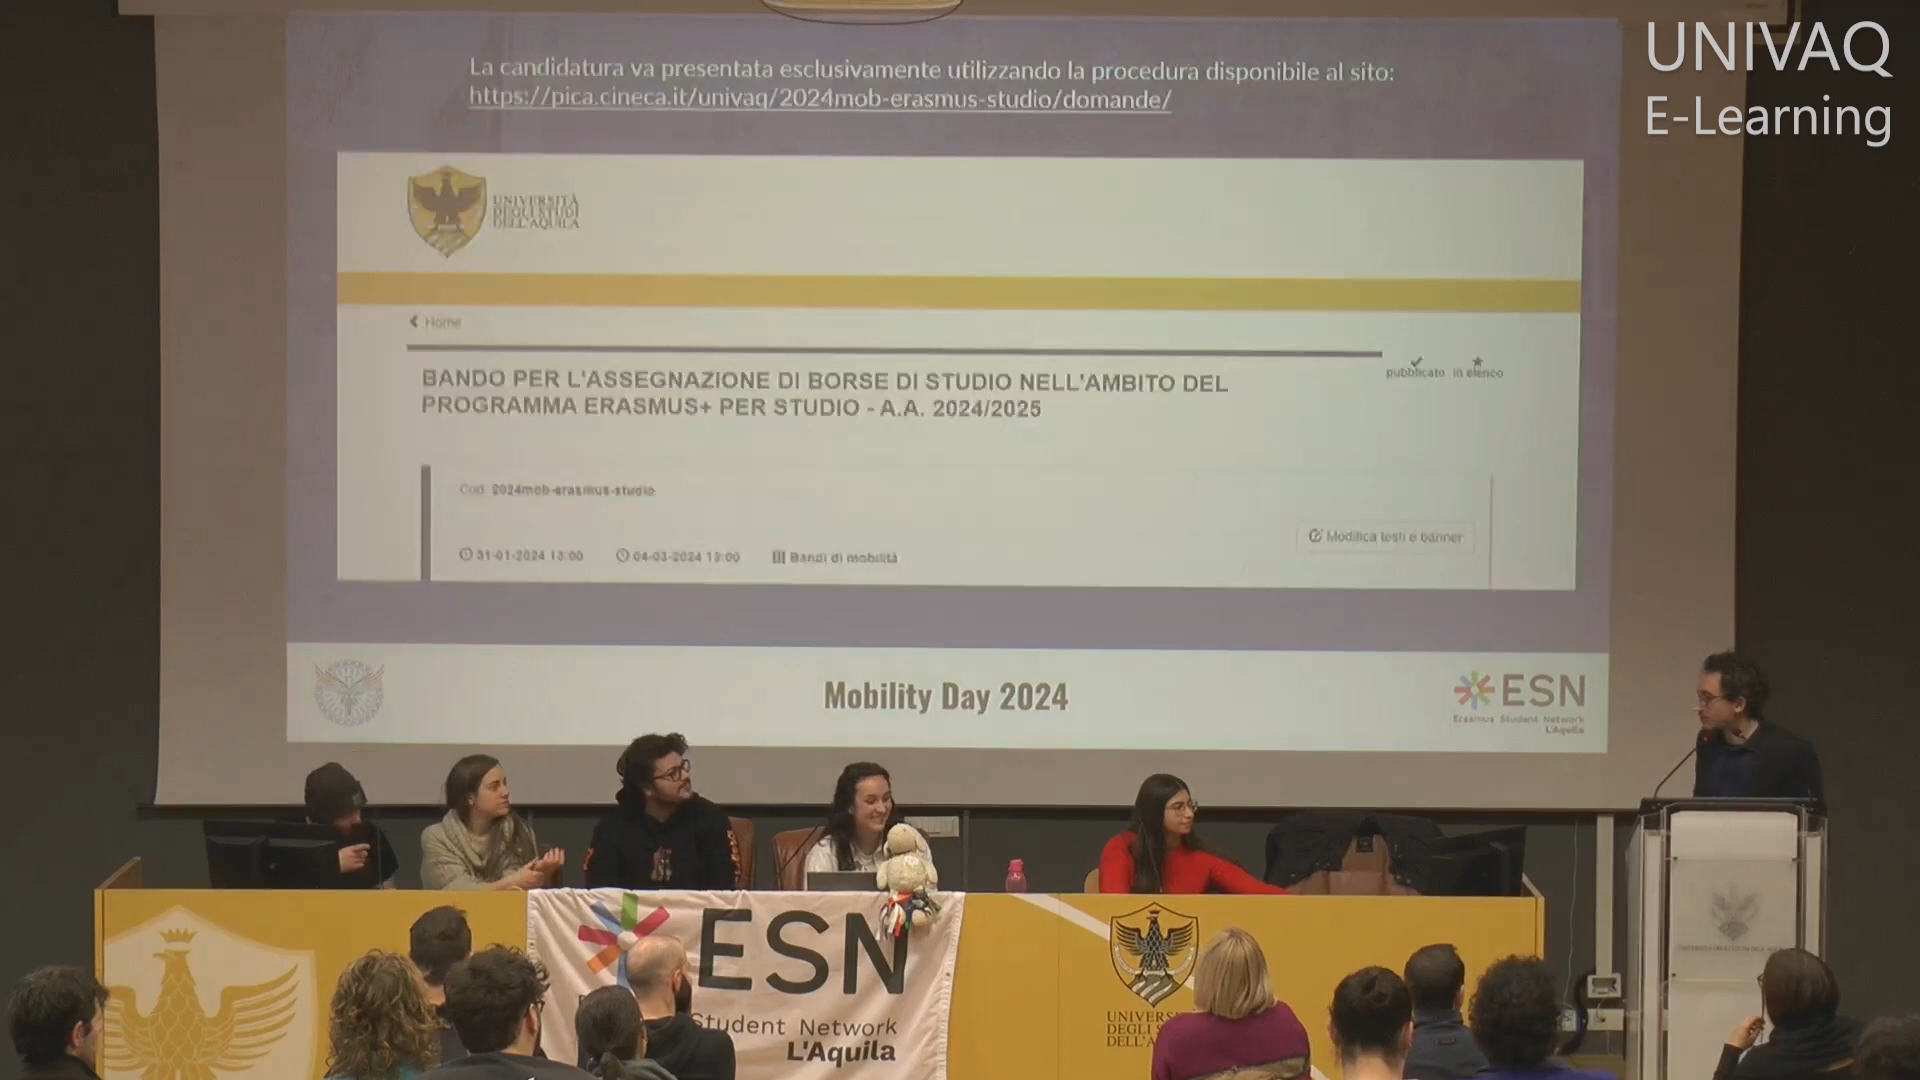 La candidatura va presentata esclusivamente utilizzando la procedura disponibile al sito:
https://pica.cineca.it/univaq/2024mob-erasmus-studio/domande/
UNIVAQ
E-Learning
UNIVERSITÀ
DEGLI STUDI
DELL'AQUILA
Home
pubblicato in elenco
BANDO PER L'ASSEGNAZIONE DI BORSE DI STUDIO NELL'AMBITO DEL
PROGRAMMA ERASMUS+ PER STUDIO - A.A. 2024/2025
Cod. 2024mob-erasmus-studio
Modifica testi e banner
31-01-2024 13:00 04-03-2024 13:00 Bandi di mobilità
Mobility Day 2024
ESN
Erasmus Student Network
L'Aquila
ESN
Student Network
L'Aquila
UNIVERS
DEGLI S
DELL'A